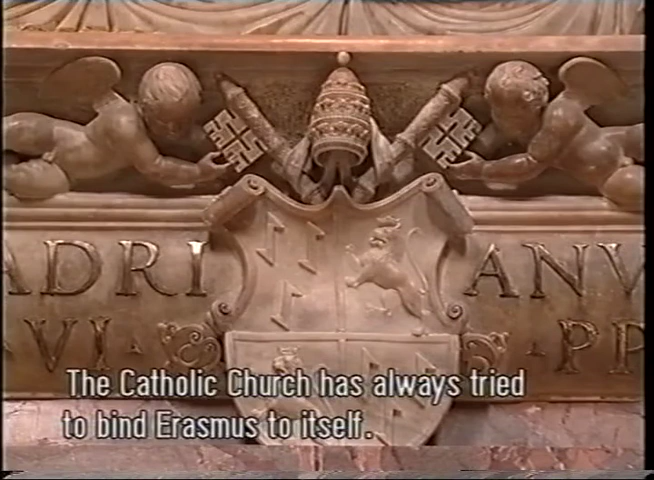 ADRI ANV
VI · PP
The Catholic Church has always tried
to bind Erasmus to itself.